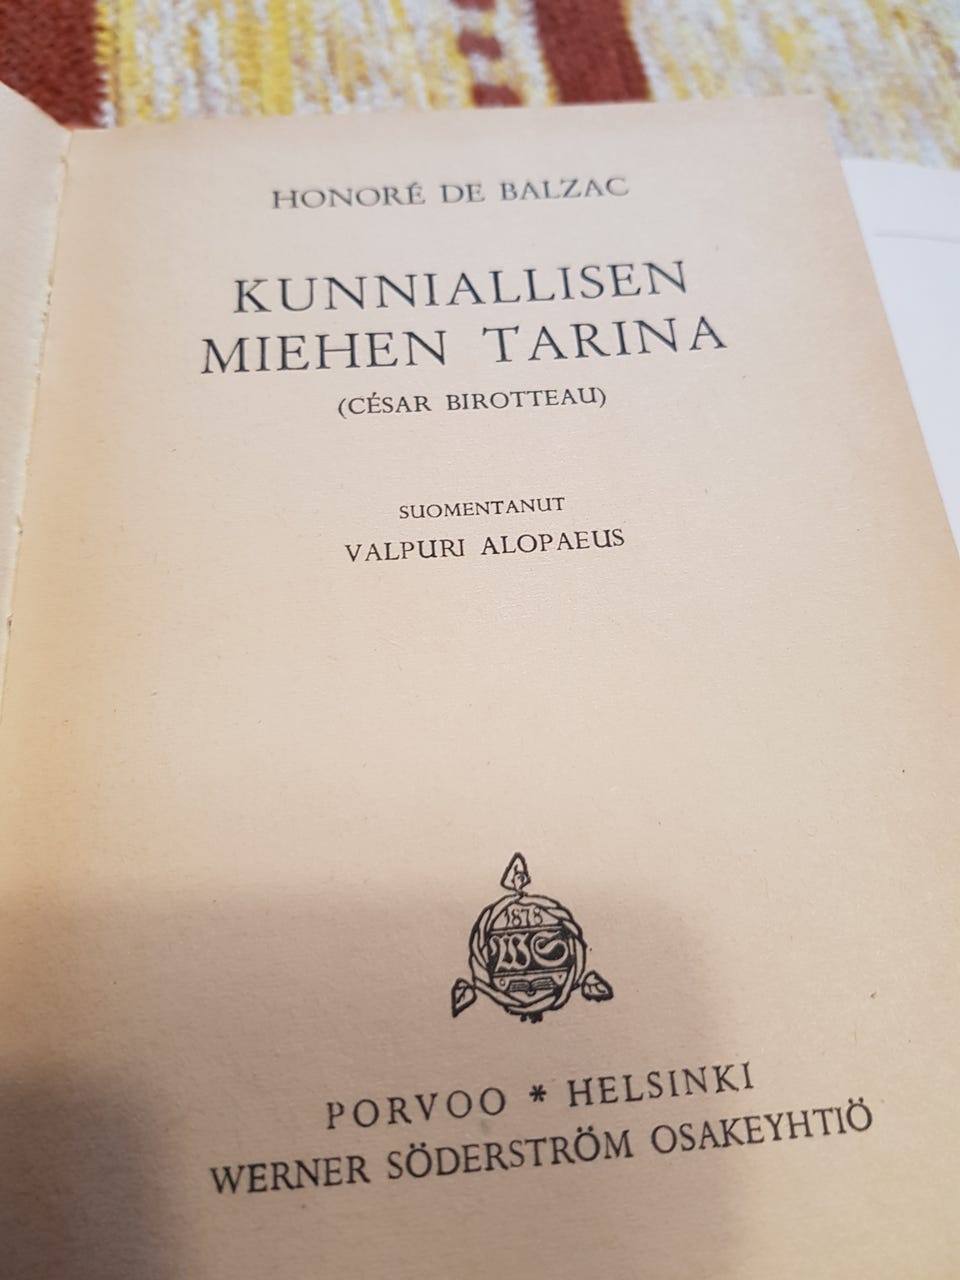 HONORÉ DE BALZAC
KUNNIALLISEN
MIEHEN TARINA
(CÉSAR BIROTTEAU)
SUOMENTANUT
VALPURI ALOPAEUS
1878
WS
PORVOO * HELSINKI
WERNER SÖDERSTRÖM OSAKEYHTIÖ